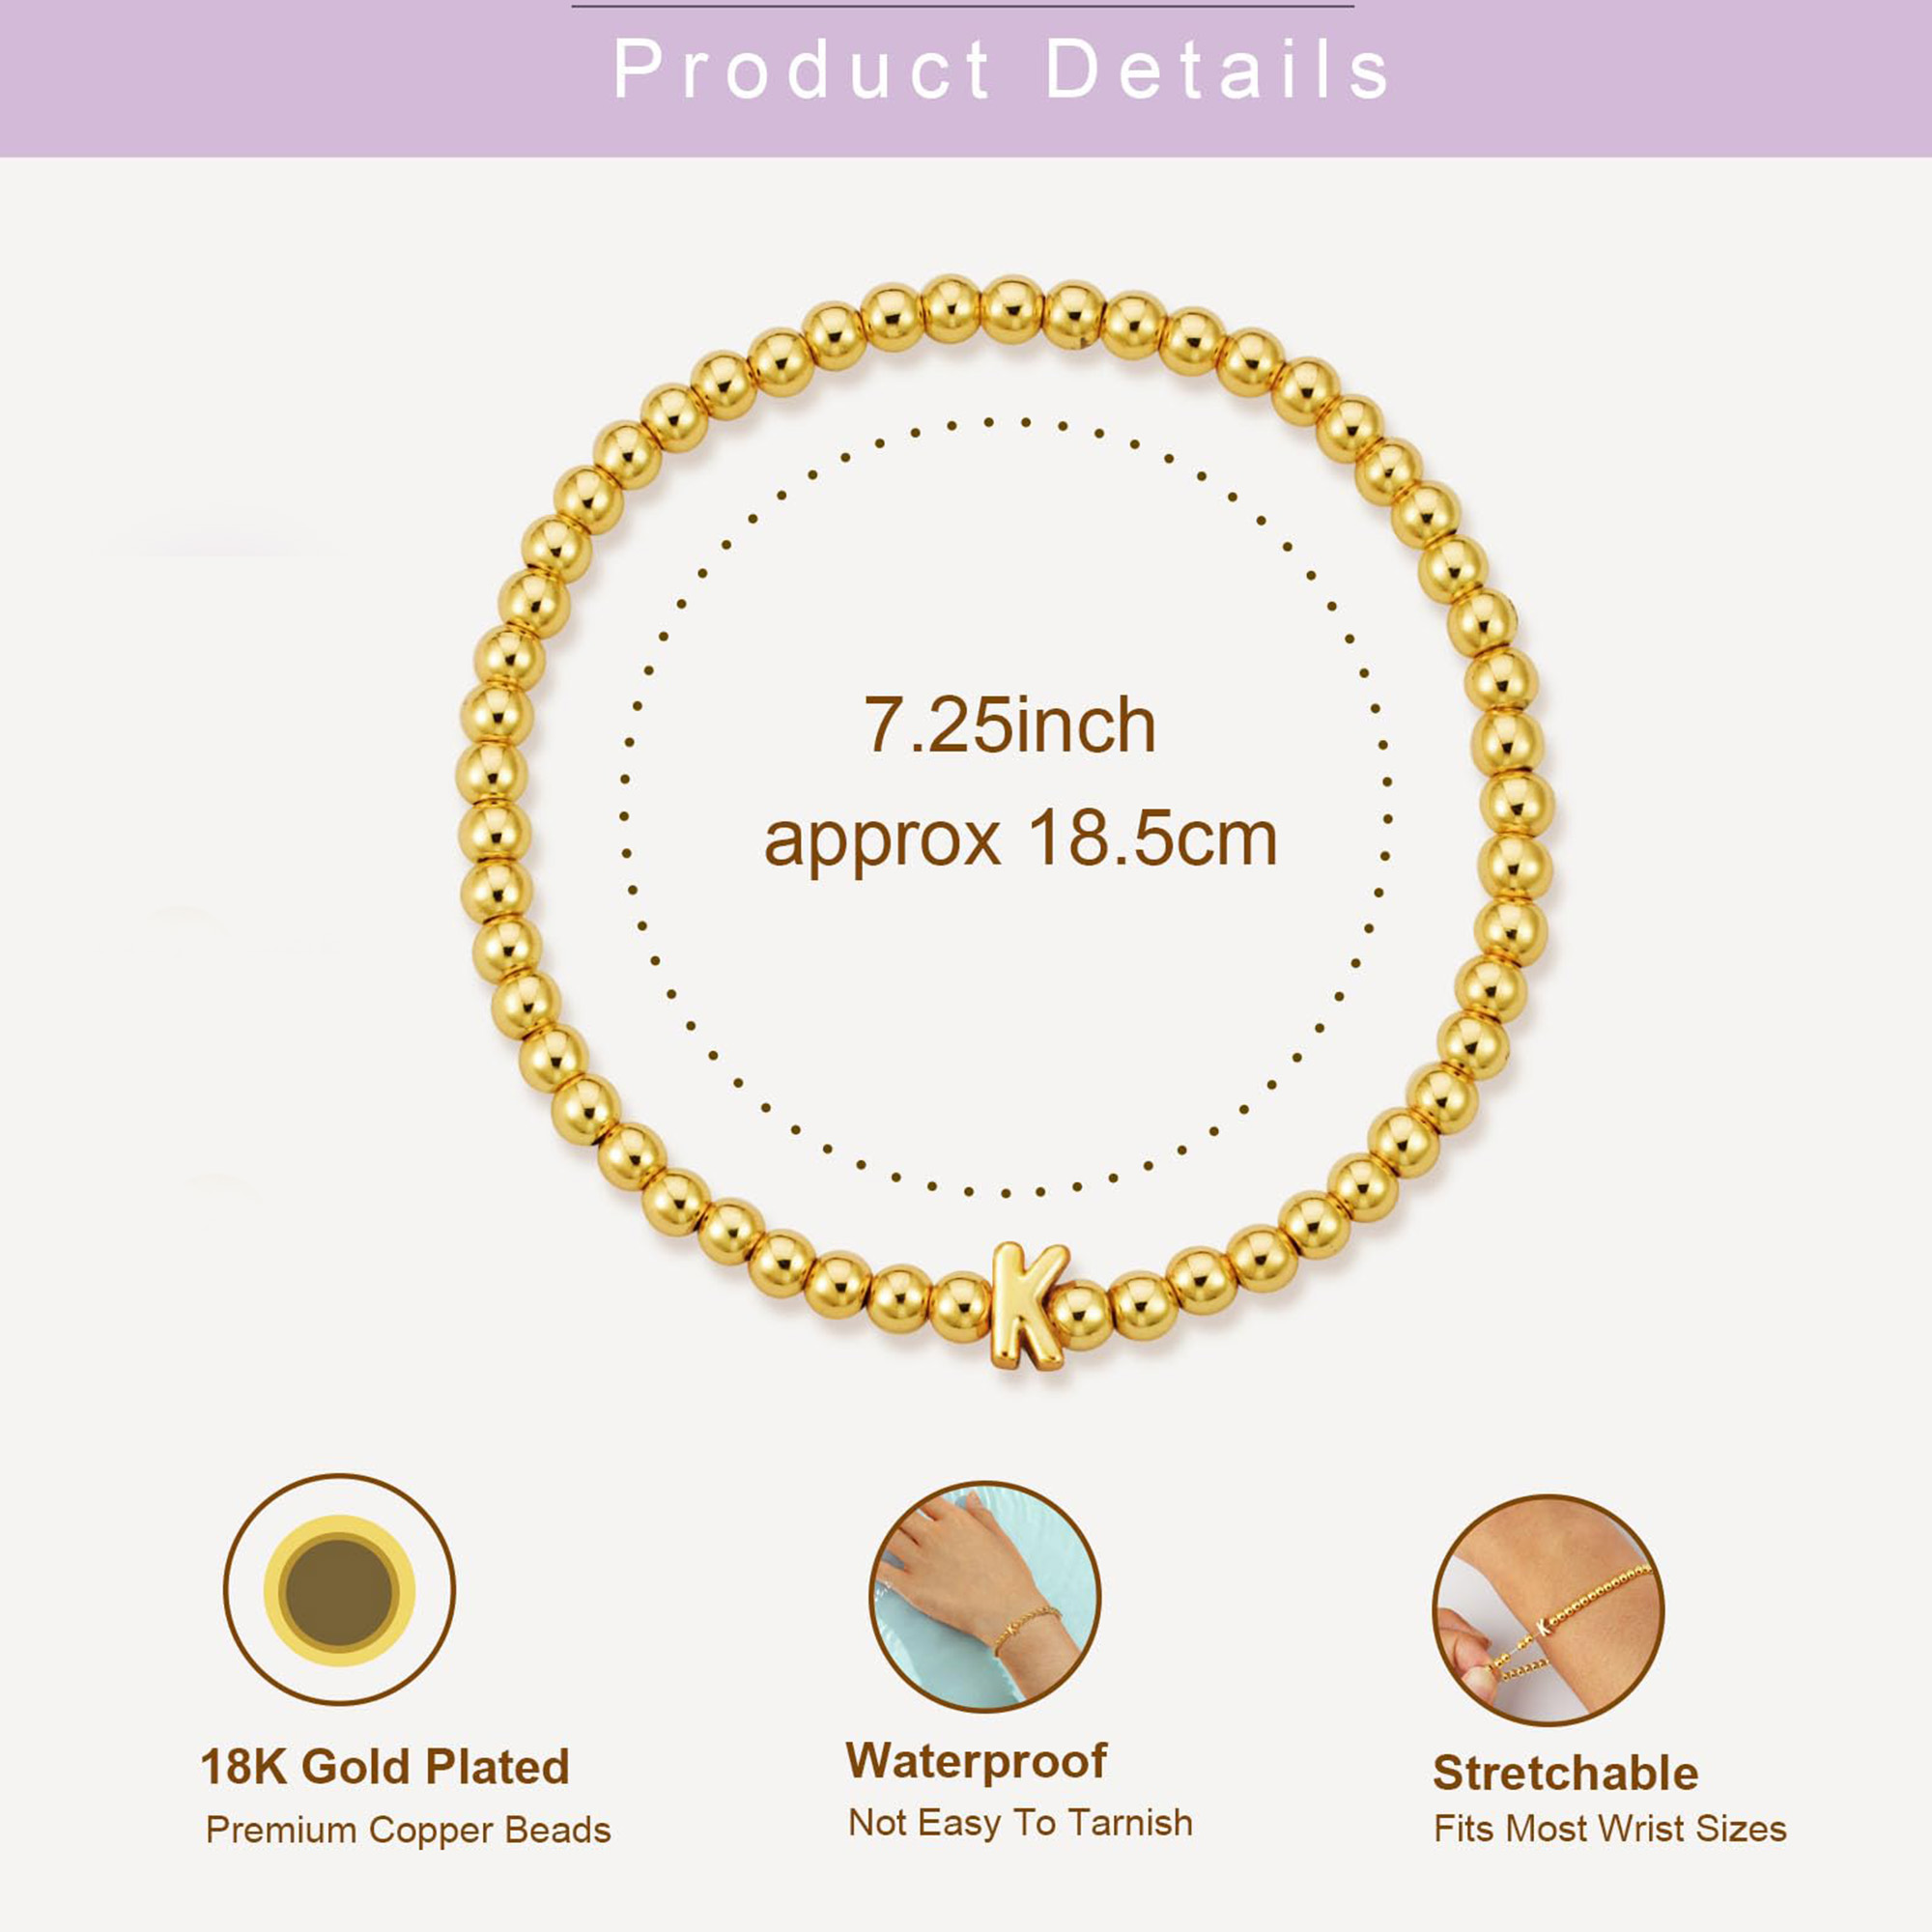 Product Details
7.25inch
approx 18.5cm
K
18K Gold Plated
Premium Copper Beads
Waterproof
Not Easy To Tarnish
Stretchable
Fits Most Wrist Sizes